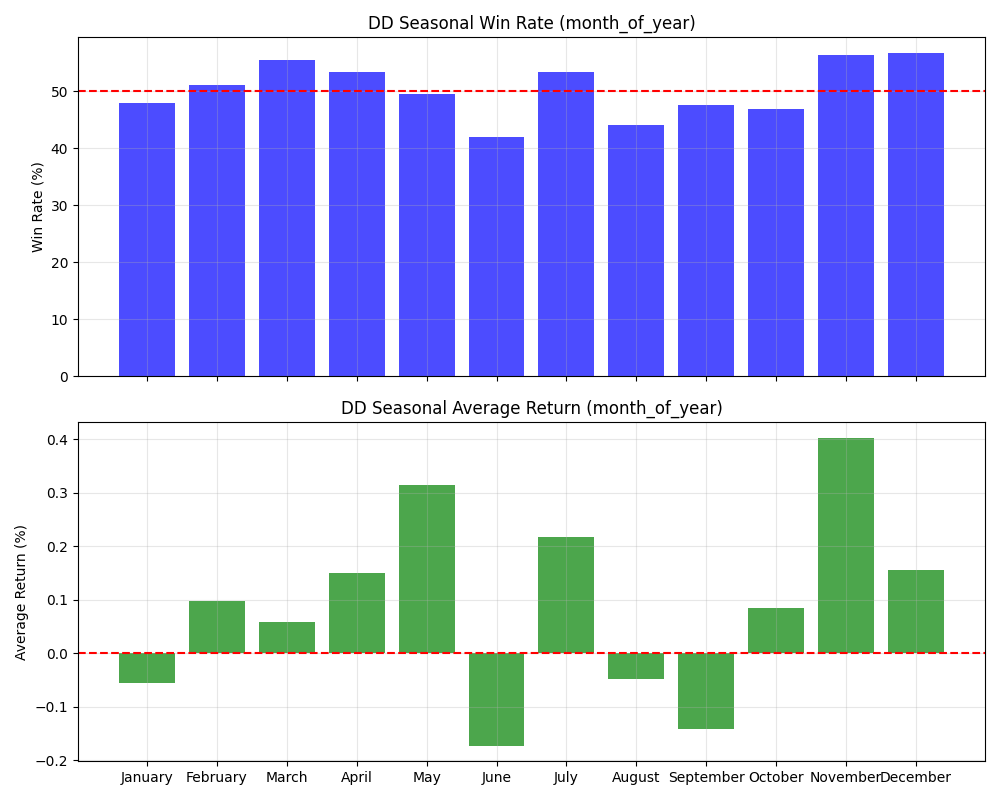 DD Seasonal Win Rate (month_of_year)
Win Rate (%)
50
40
30
20
10
0
DD Seasonal Average Return (month_of_year)
Average Return (%)
0.4
0.3
0.2
0.1
0.0
−0.1
−0.2
January February March April May June July August September October November December